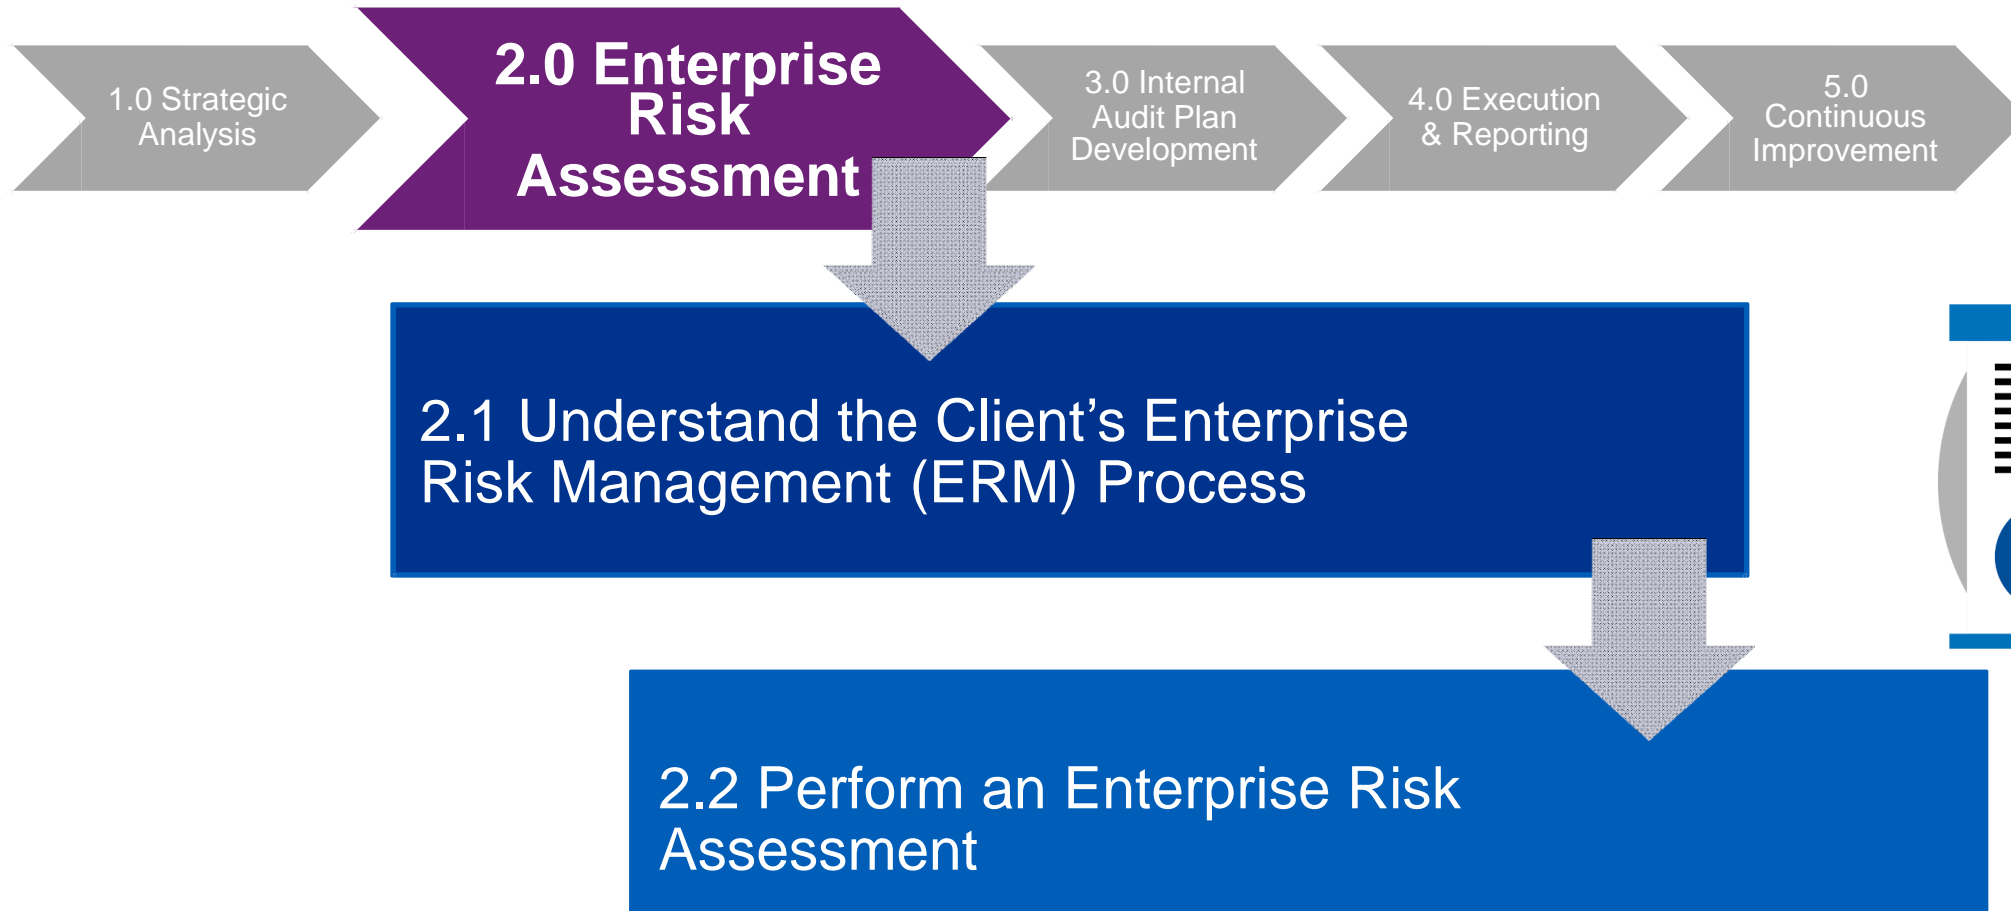 1.0 Strategic
Analysis
2.0 Enterprise
Risk
Assessment
3.0 Internal
Audit Plan
Development
4.0 Execution
& Reporting
5.0
Continuous
Improvement
2.1 Understand the Client’s Enterprise
Risk Management (ERM) Process
2.2 Perform an Enterprise Risk
Assessment